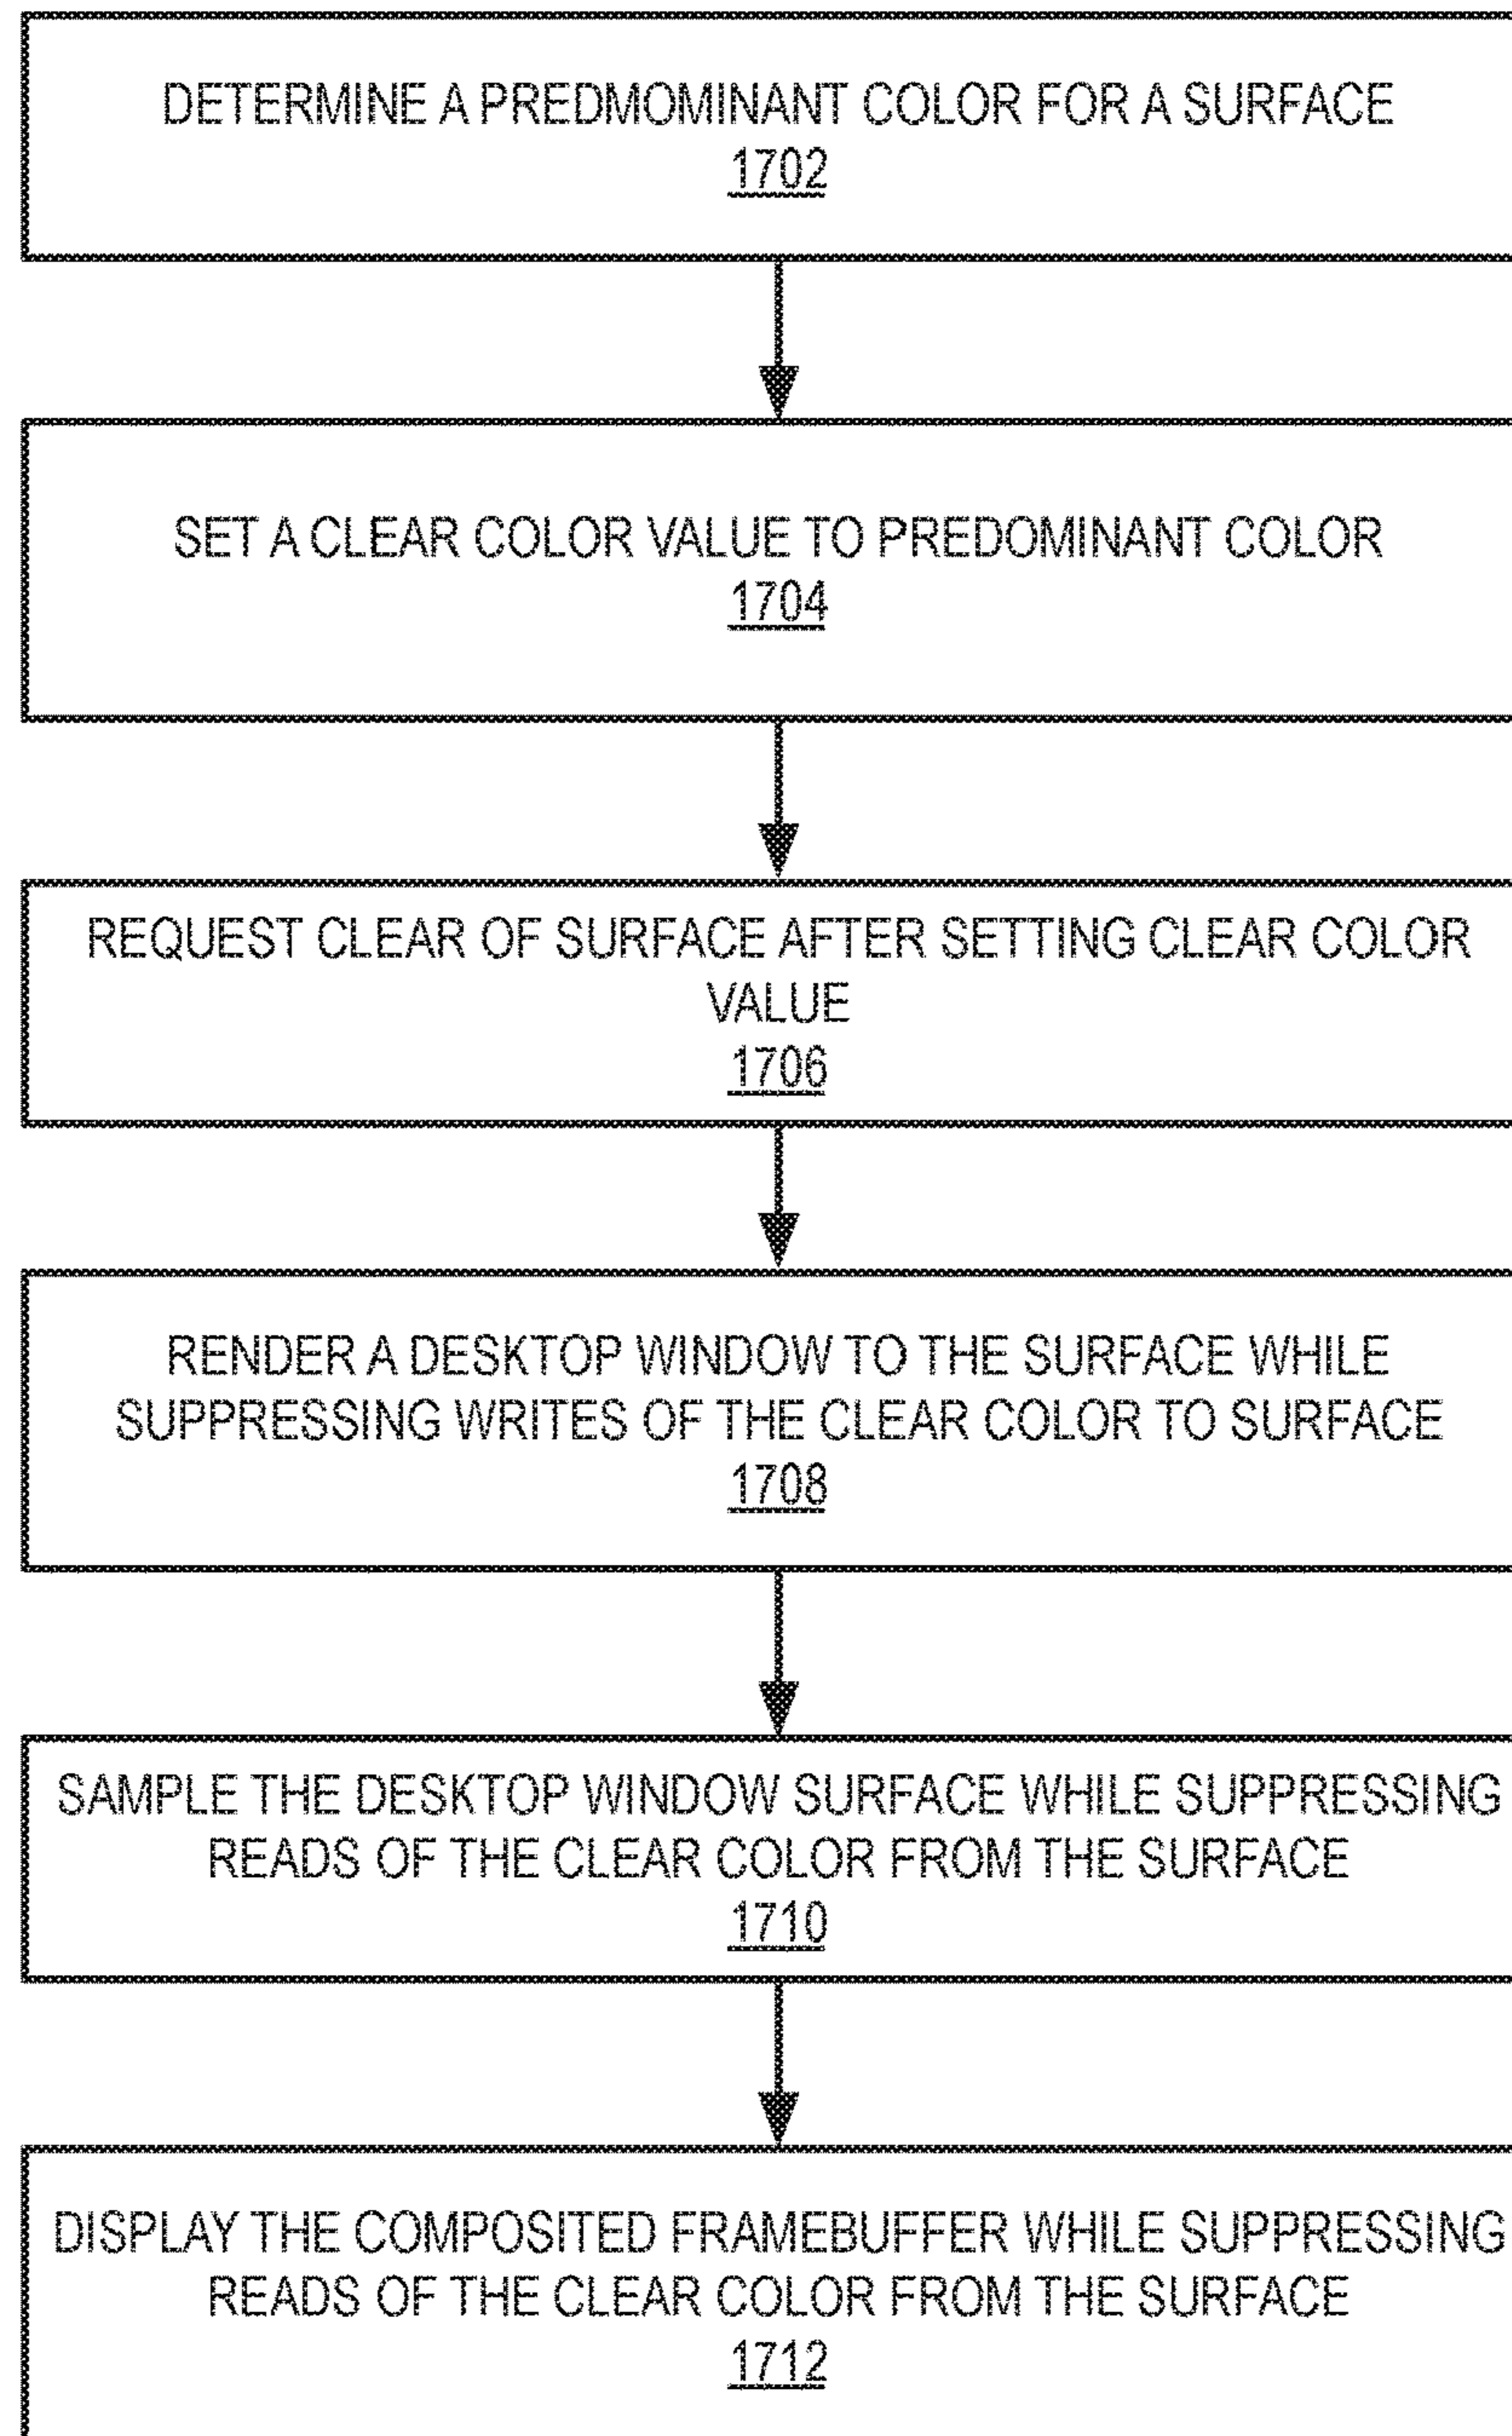 DETERMINE A PREDMOMINANT COLOR FOR A SURFACE
1702
SET A CLEAR COLOR VALUE TO PREDOMINANT COLOR
1704
REQUEST CLEAR OF SURFACE AFTER SETTING CLEAR COLOR
VALUE
1706
RENDER A DESKTOP WINDOW TO THE SURFACE WHILE
SUPPRESSING WRITES OF THE CLEAR COLOR TO SURFACE
1708
SAMPLE THE DESKTOP WINDOW SURFACE WHILE SUPPRESSING
READS OF THE CLEAR COLOR FROM THE SURFACE
1710
DISPLAY THE COMPOSITED FRAMEBUFFER WHILE SUPPRESSING
READS OF THE CLEAR COLOR FROM THE SURFACE
1712